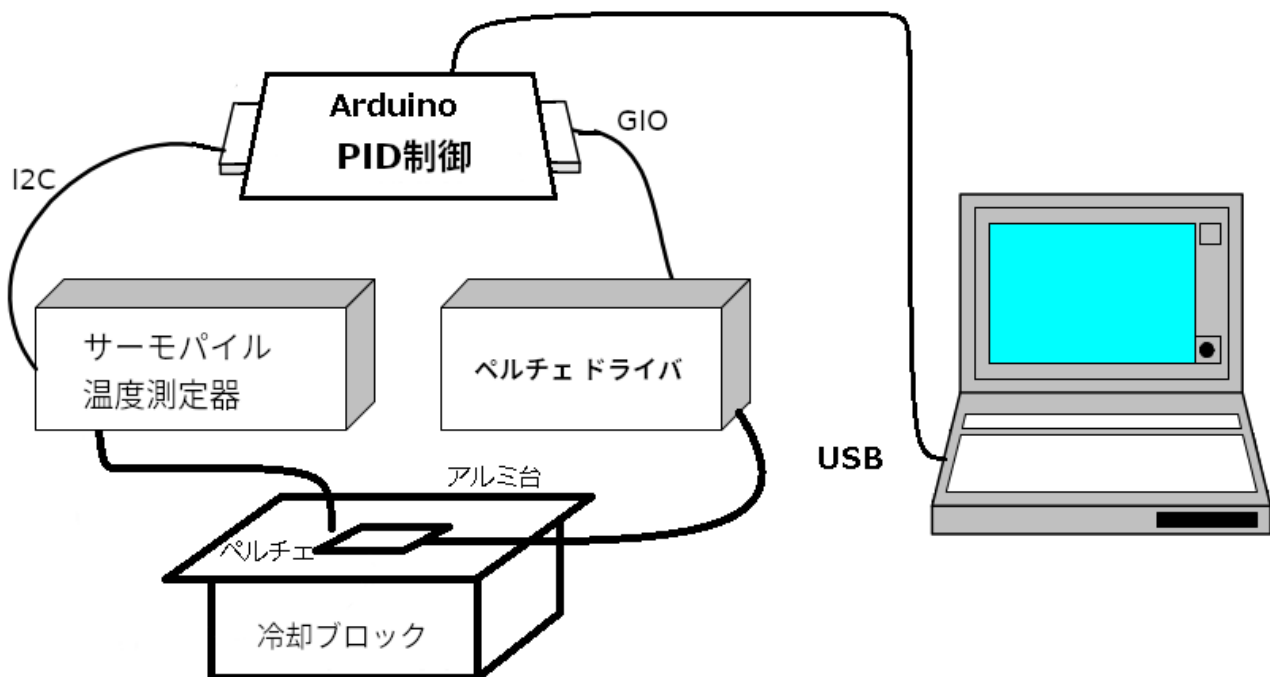 Arduino
PID制御
GIO
I2C
サーモパイル
温度測定器
ペルチェ ドライバ
USB
アルミ台
ペルチェ
冷却ブロック